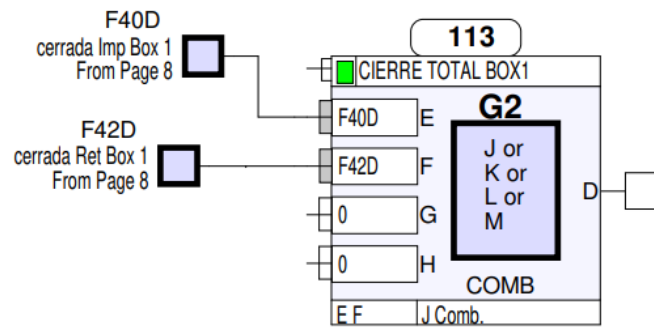 F40D
cerrada Imp Box 1
From Page 8
F42D
cerrada Ret Box 1
From Page 8
113
CIERRE TOTAL BOX1
G2
F40D E
F42D F
0 G
0 H
J or
K or
L or
M
D
COMB
E F J Comb.